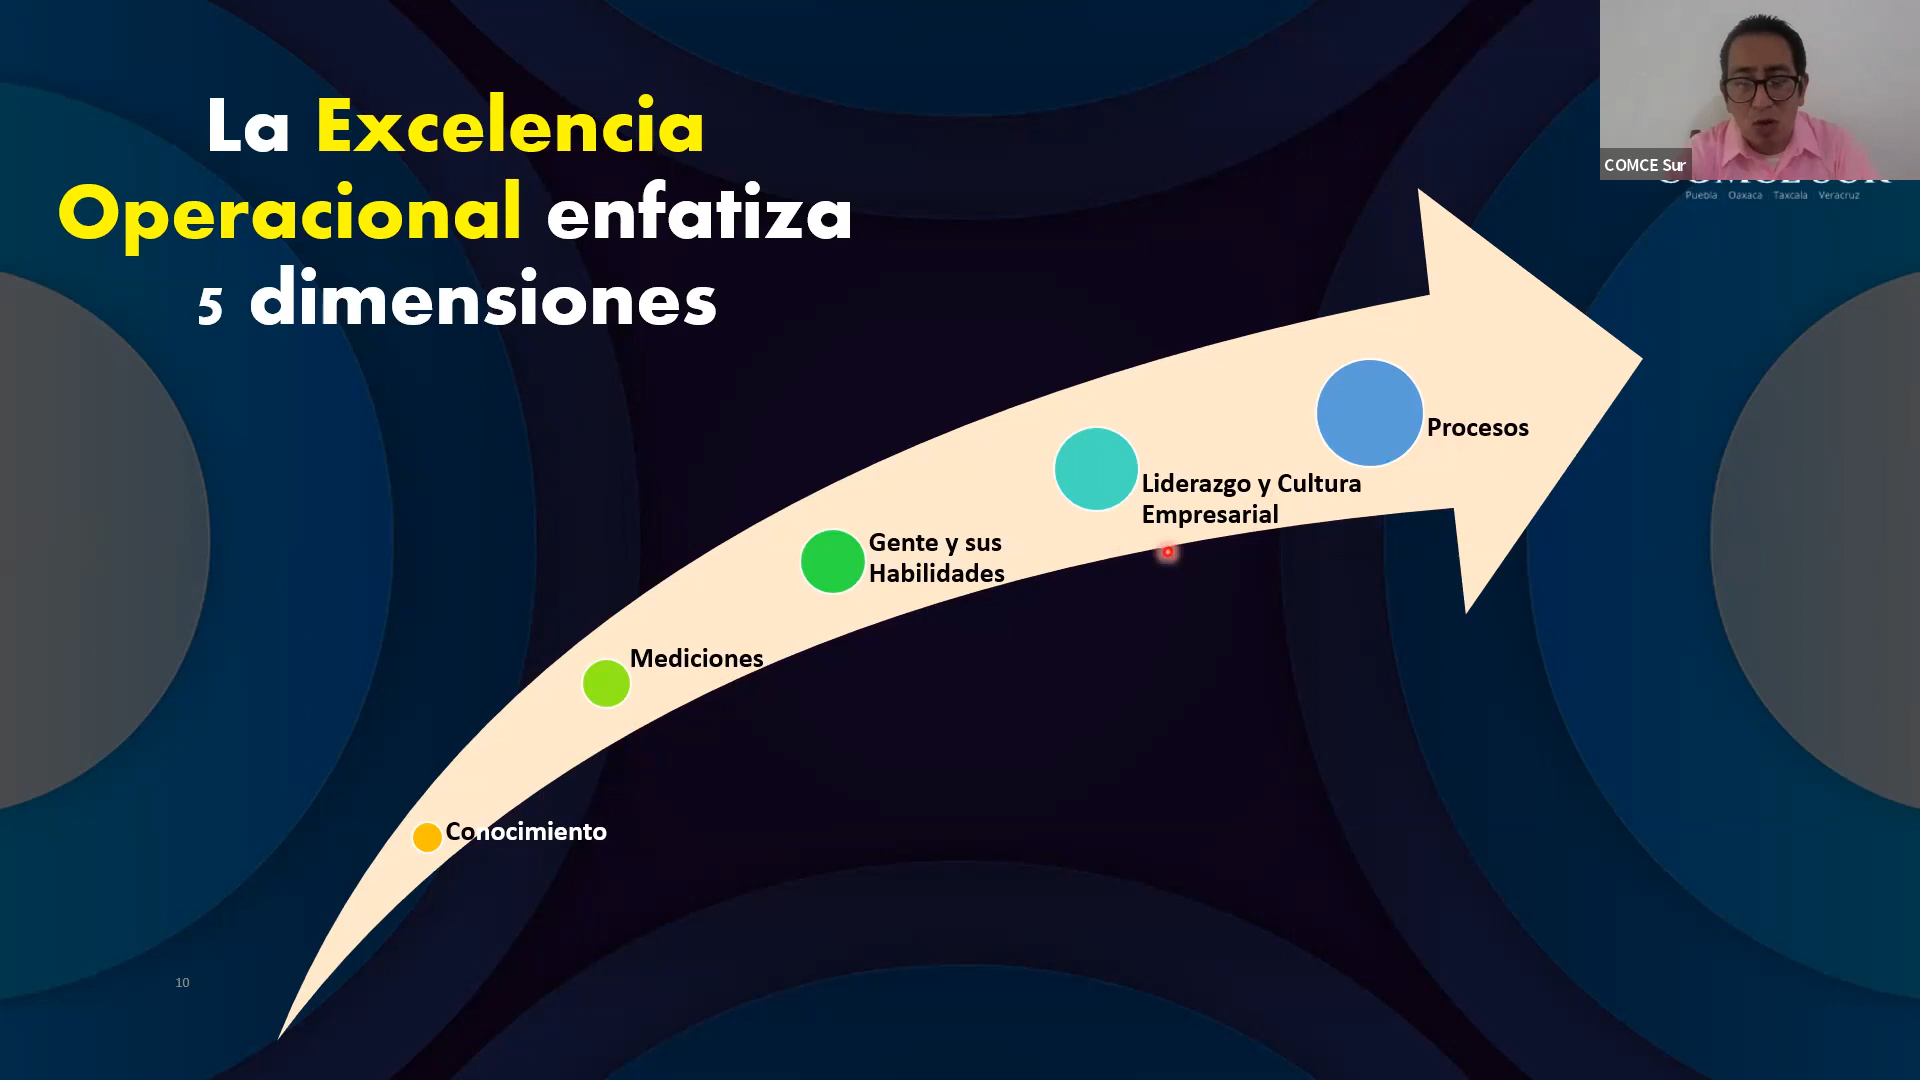 La Excelencia
Operacional enfatiza
5 dimensiones
COMCE Sur
Puebla Oaxaca Taxcala Veracruz
Procesos
Liderazgo y Cultura
Empresarial
Gente y sus
Habilidades
Mediciones
Conocimiento
10